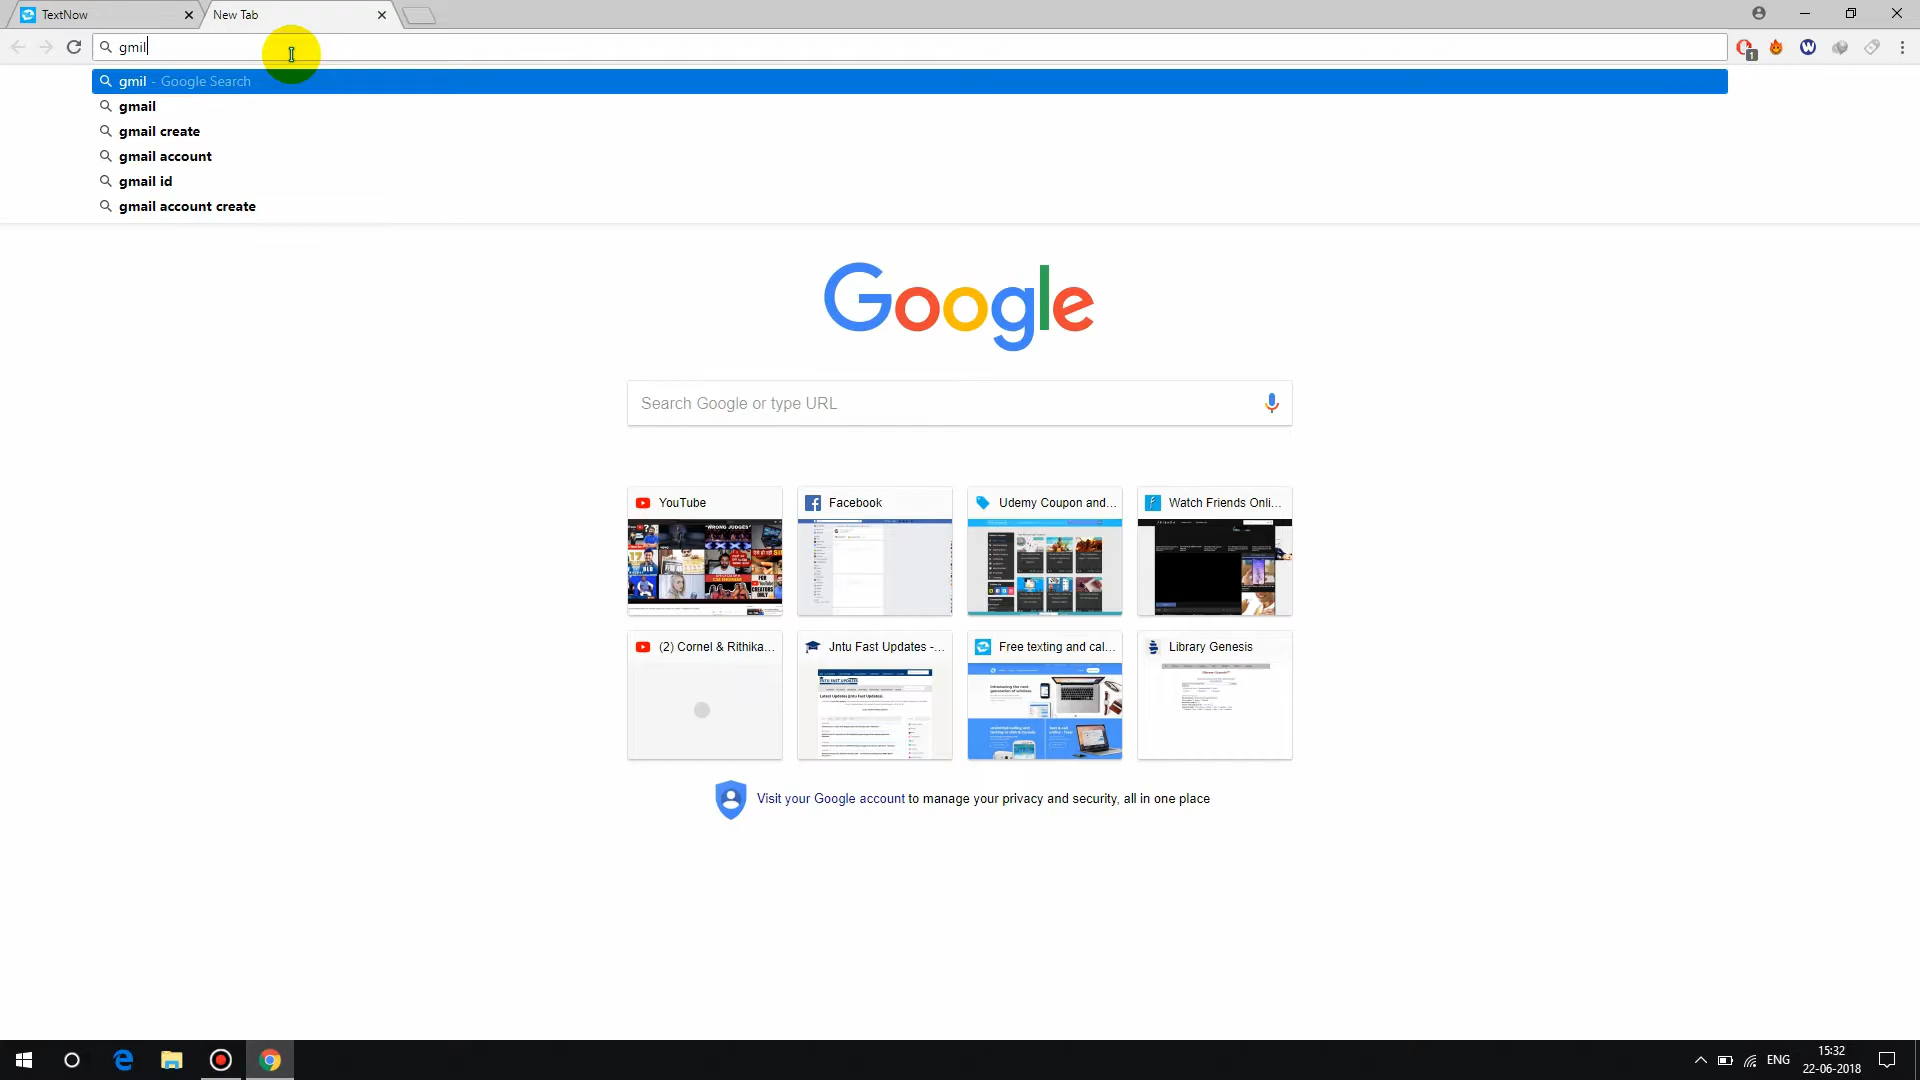 TextNow
New Tab
gmil
gmil - Google Search
gmail
gmail create
gmail account
gmail id
gmail account create
Google
Search Google or type URL
YouTube
Facebook
Udemy Coupon and...
Watch Friends Onli...
(2) Cornel & Rithika...
Jntu Fast Updates -...
Free texting and cal...
Library Genesis
Visit your Google account to manage your privacy and security, all in one place
1
ENG
15:32
22-06-2018